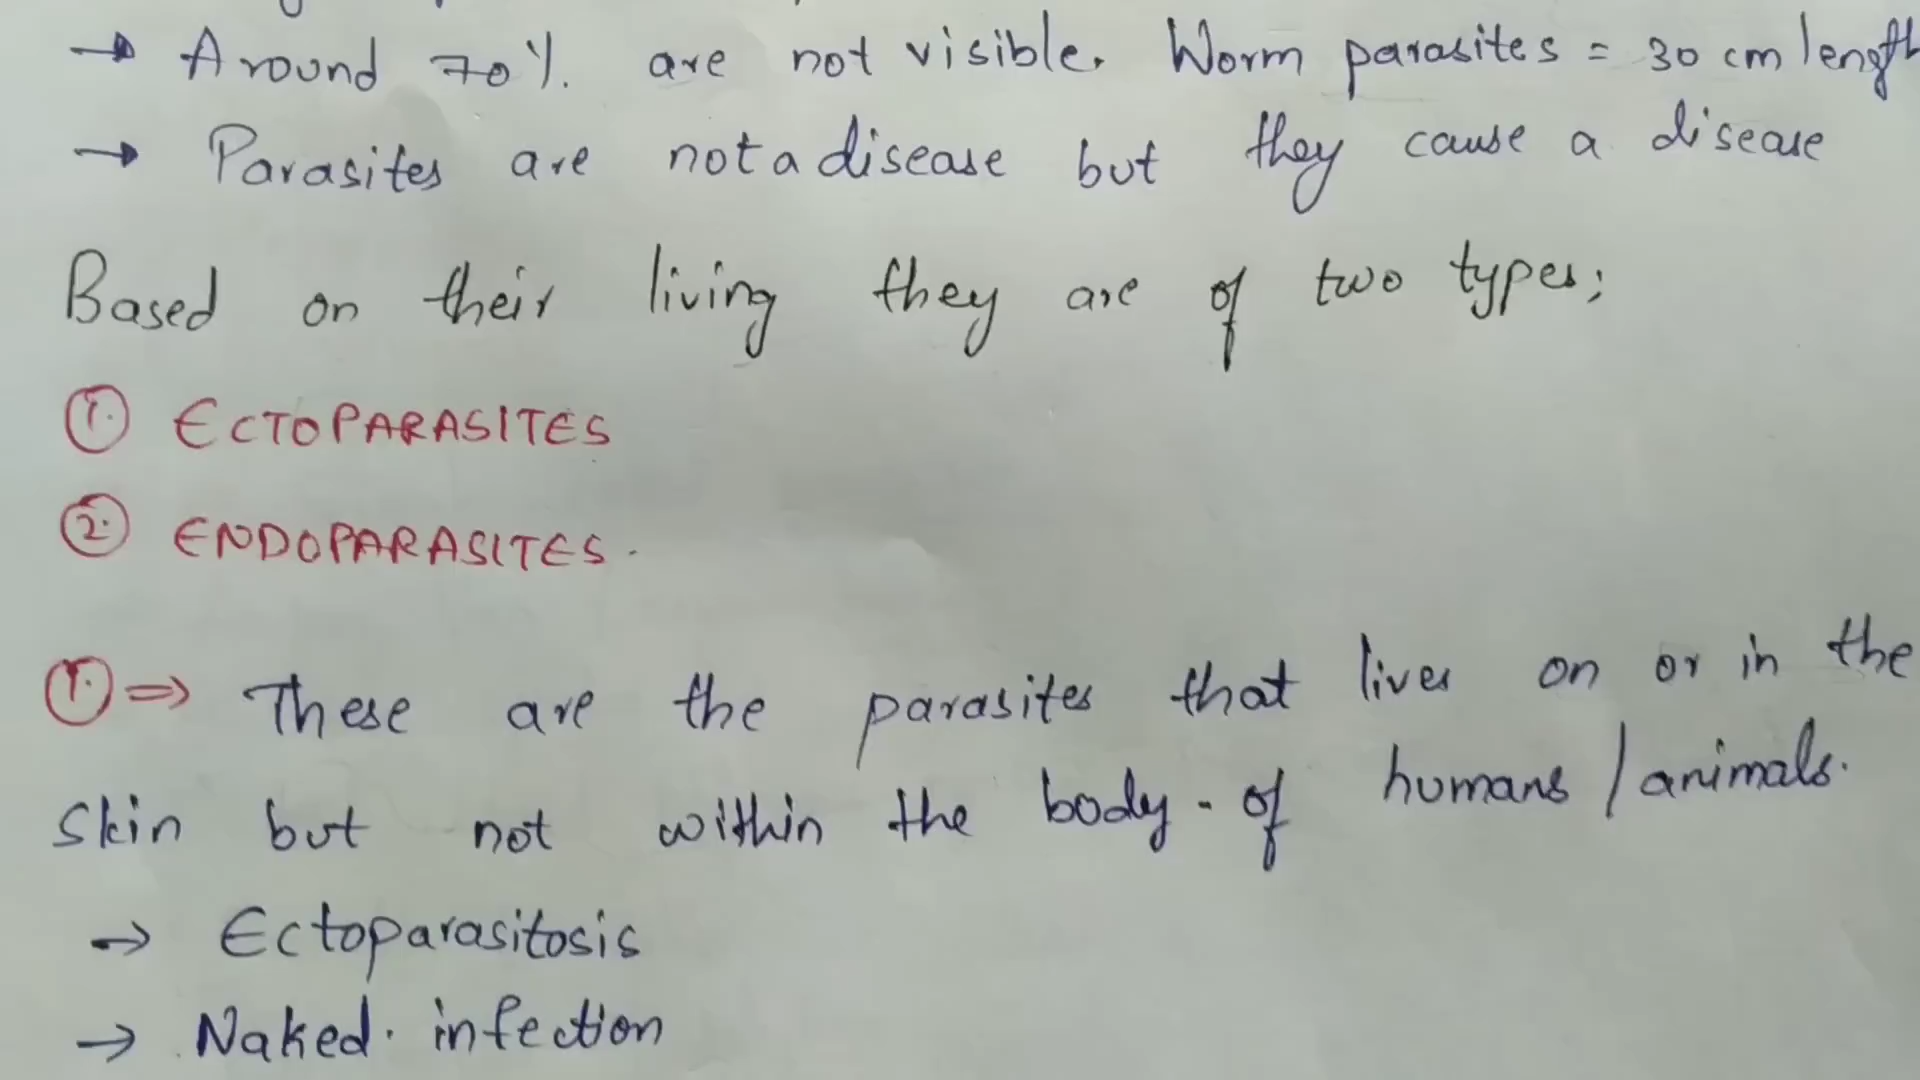 → Around 70% are not visible. Worm parasites = 30 cm length
→ Parasites are not a disease but they cause a disease
Based on their living they are of two types;
1. ECTOPARASITES
2. ENDOPARASITES.
1. ⇒ These are the parasites that lives on or in the
skin but not within the body - of humans / animals.
→ Ectoparasitosis
→ Naked. infection